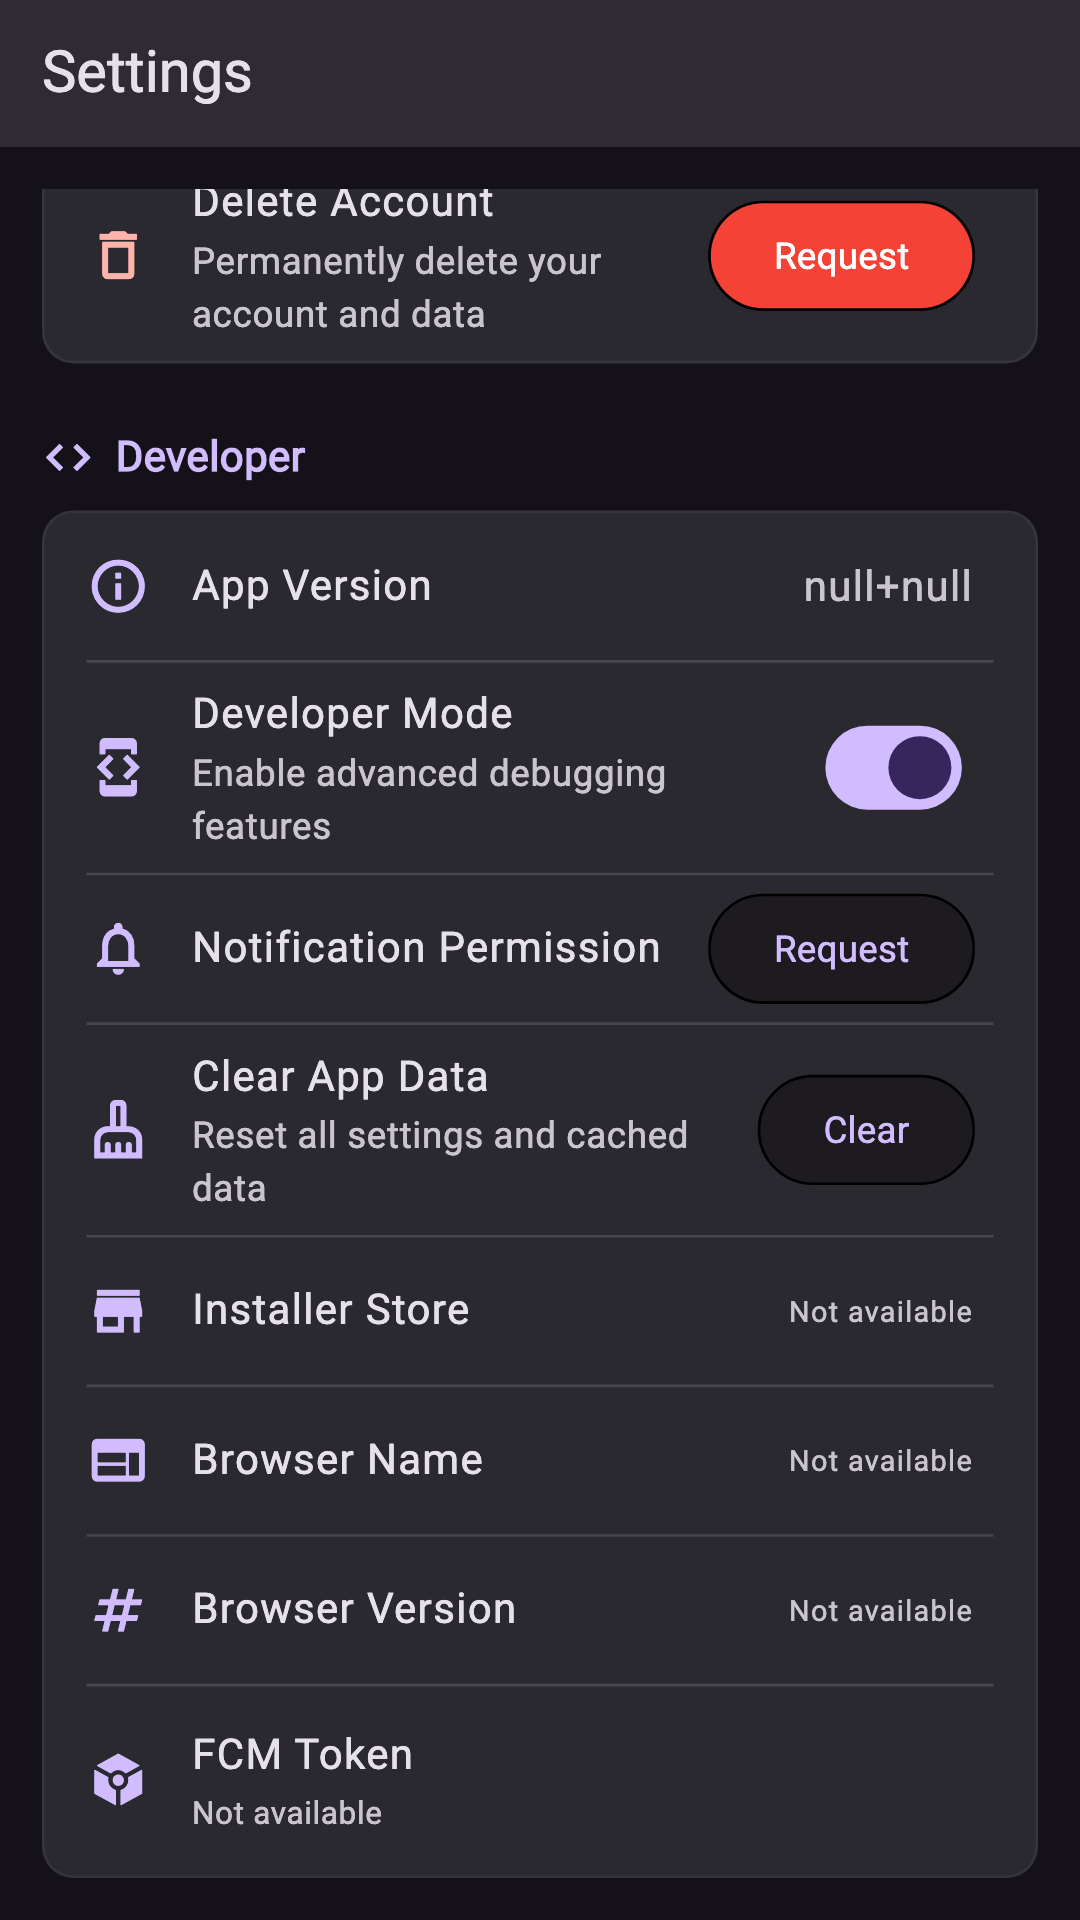 Settings
Delete Account
Permanently delete your
account and data
Request
Developer
App Version
null+null
Developer Mode
Enable advanced debugging
features
Notification Permission
Request
Clear App Data
Reset all settings and cached
data
Clear
Installer Store
Not available
Browser Name
Not available
Browser Version
Not available
FCM Token
Not available